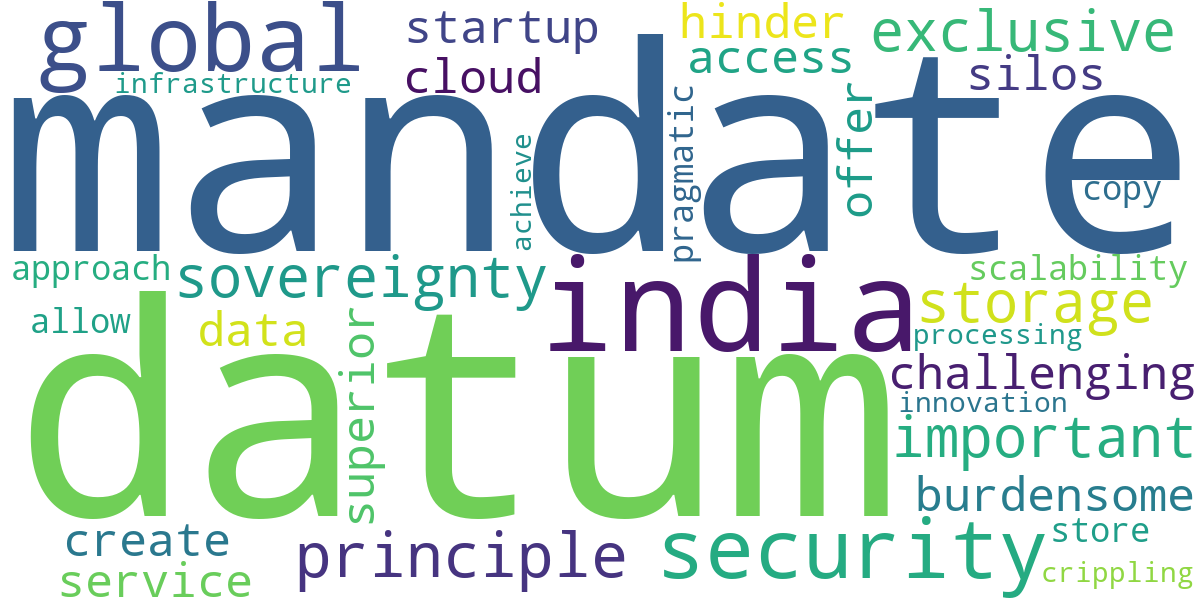 global
startup
hinder
exclusive
infrastructure
cloud
access
silos
mandate
achieve
pragmatic
offer
copy
approach
sovereignty
india
scalability
storage
allow
data
superior
processing
challenging
datum
innovation
important
burdensome
create
principle
security
store
service
crippling